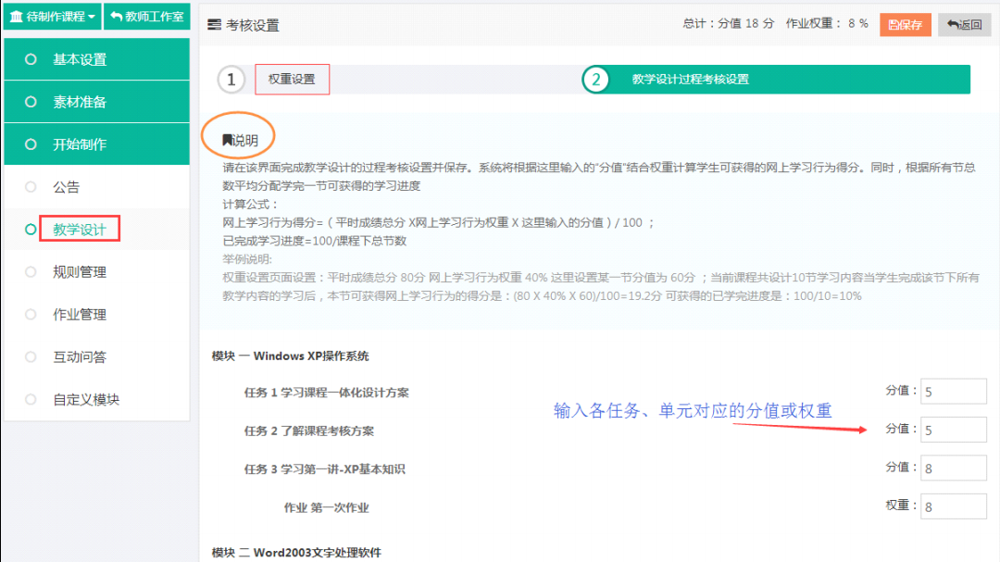 待制作课程
教师工作室
基本设置
素材准备
开始制作
公告
教学设计
规则管理
作业管理
互动问答
自定义模块
考核设置
总计：分值 18 分 作业权重： 8 %
保存
返回
1 权重设置
2 教学设计过程考核设置
说明
请在该界面完成教学设计的过程考核设置并保存。系统将根据这里输入的“分值”结合权重计算学生可获得的网上学习行为得分。同时，根据所有节总
数平均分配学完一节可获得的学习进度
计算公式：
网上学习行为得分=（ 平时成绩总分 X网上学习行为权重 X 这里输入的分值 ）/ 100 ；
已完成学习进度=100/课程下总节数
举例说明:
权重设置页面设置：平时成绩总分 80分 网上学习行为权重 40% 这里设置某一节分值为 60分 ；当前课程共设计10节学习内容当学生完成该节下所有
教学内容的学习后，本节可获得网上学习行为的得分是：(80 X 40% X 60)/100=19.2分 可获得的已学完进度是：100/10=10%
模块 一 Windows XP操作系统
任务 1 学习课程一体化设计方案 分值： 5
输入各任务、单元对应的分值或权重
任务 2 了解课程考核方案 分值： 5
任务 3 学习第一讲-XP基本知识 分值： 8
作业 第一次作业 权重： 8
模块 二 Word2003文字处理软件